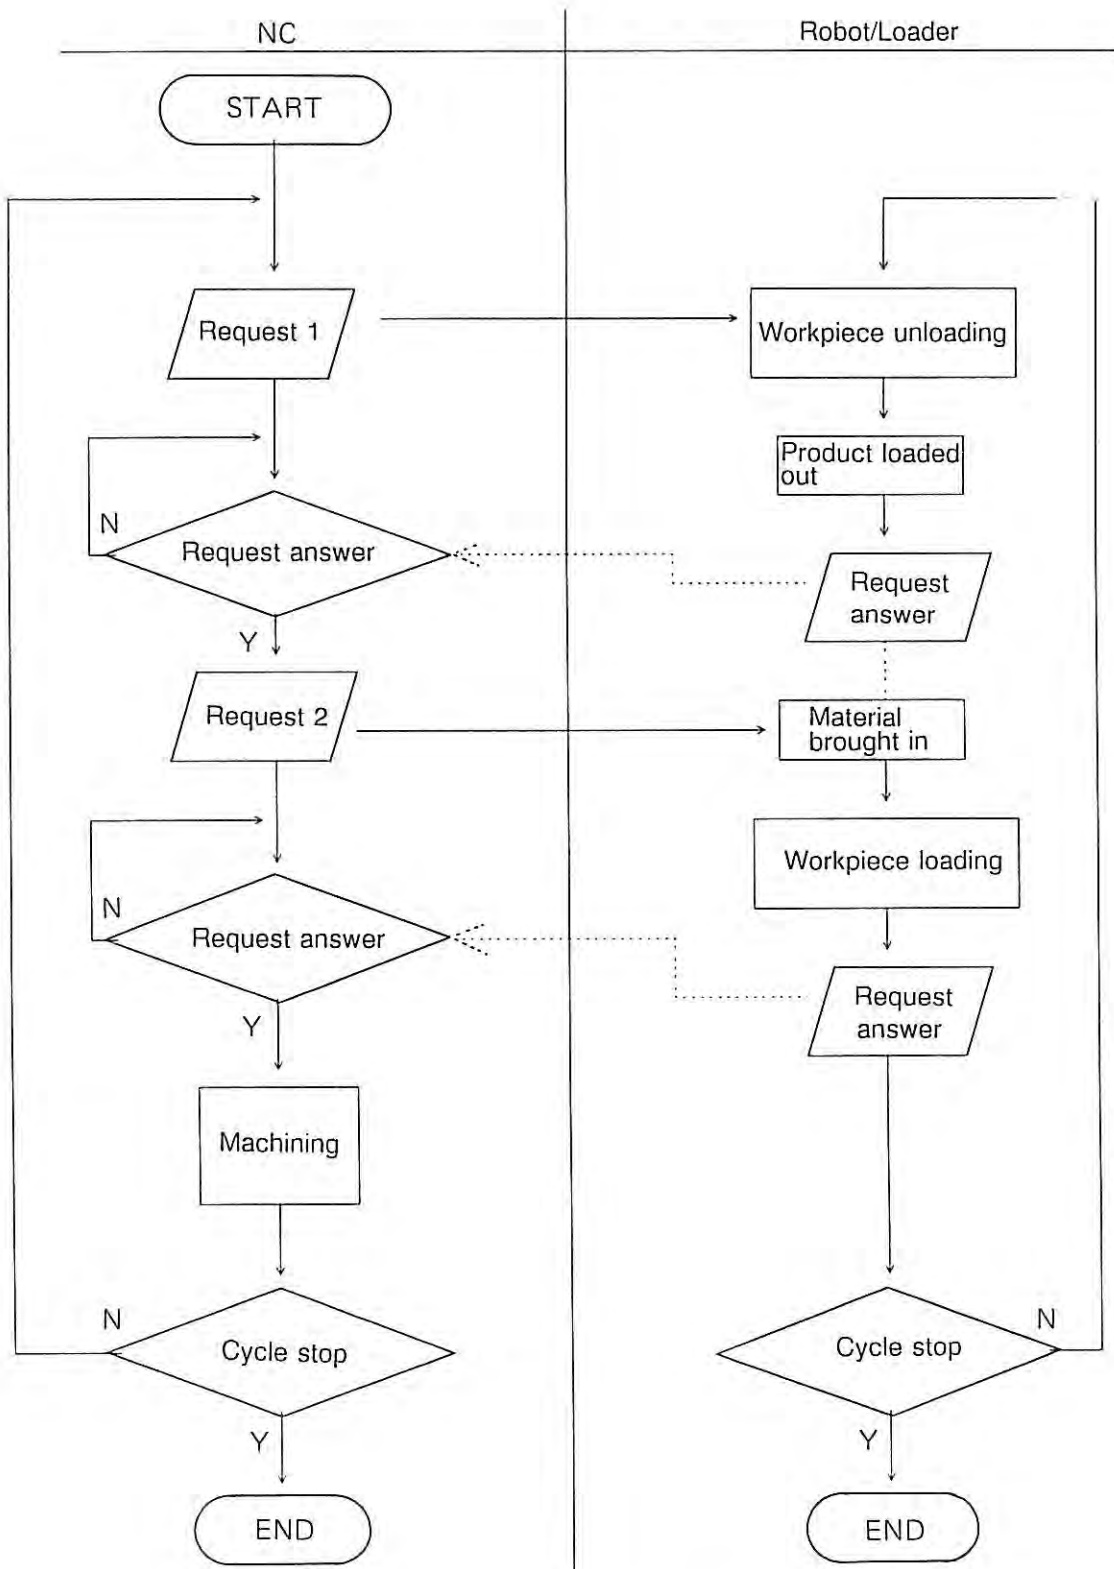 NC
Robot/Loader
START
Request 1
Workpiece unloading
Product loaded
out
N
Request answer
Request
answer
Y
Request 2
Material
brought in
Workpiece loading
N
Request answer
Request
answer
Y
Machining
N
Cycle stop
Cycle stop
N
Y
Y
END
END